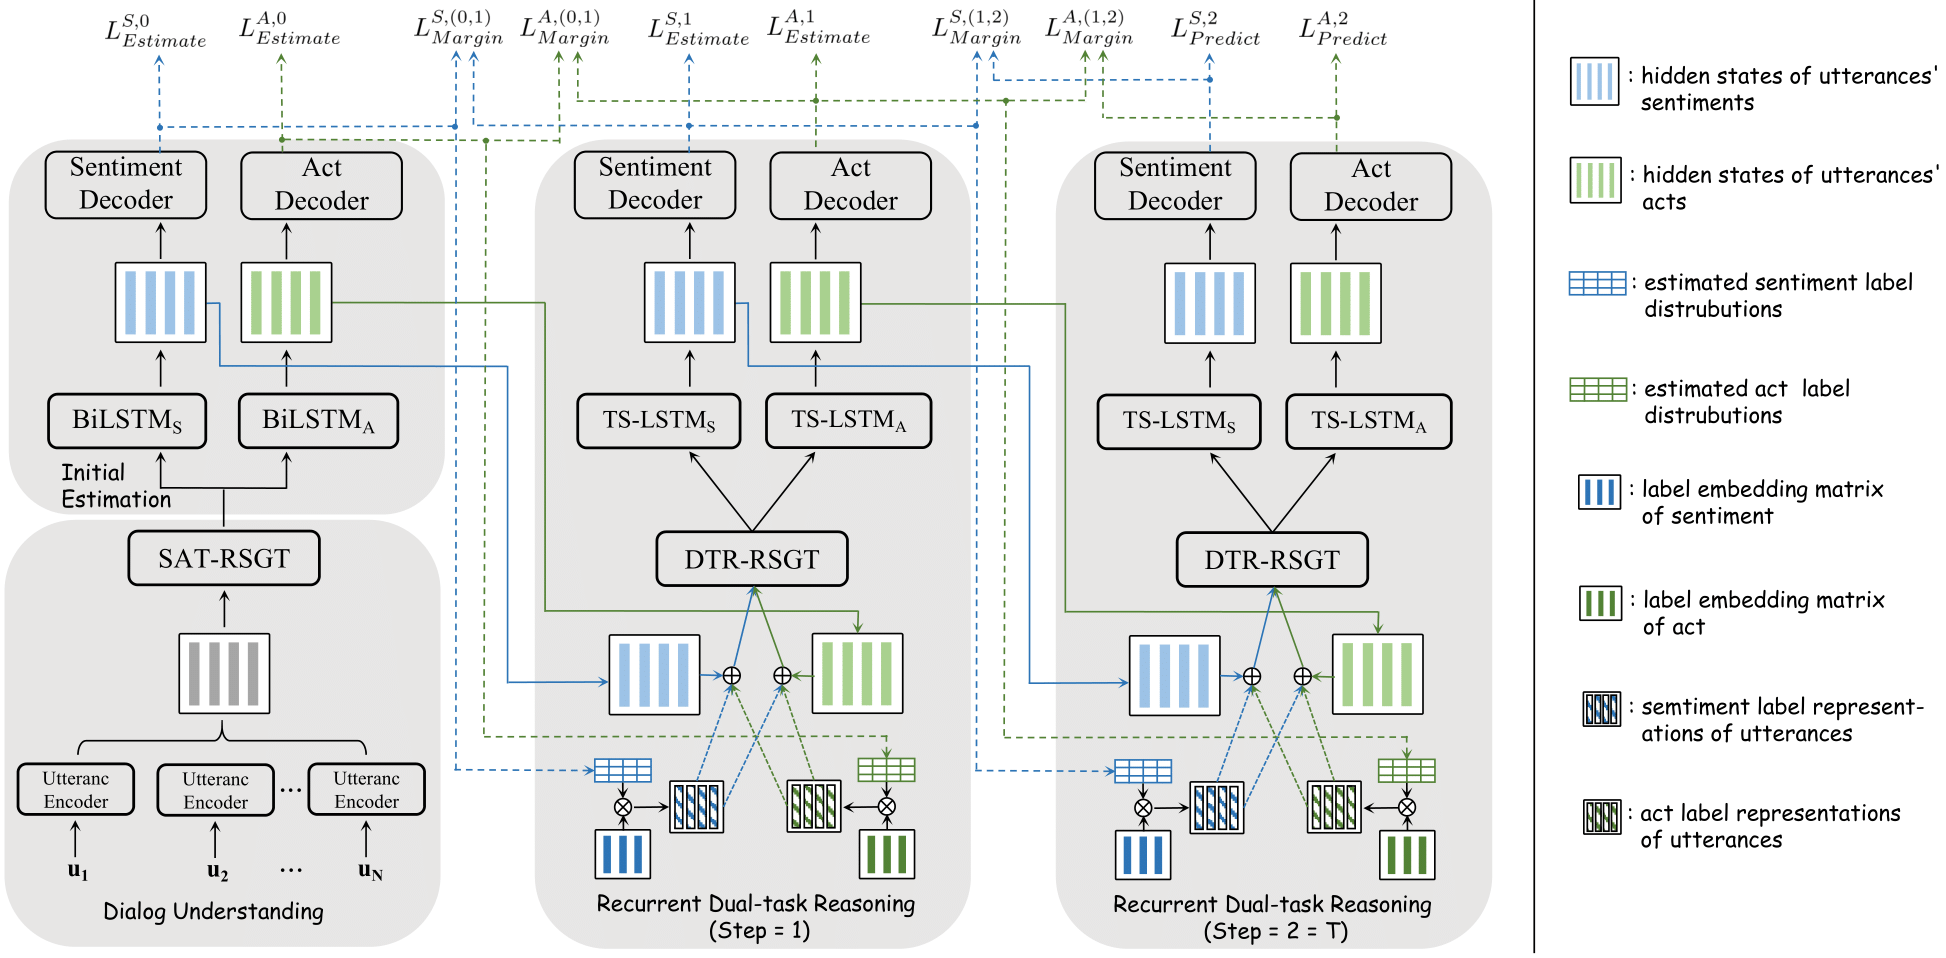 L^{S,0}_{Estimate} L^{A,0}_{Estimate} L^{S,(0,1)}_{Margin} L^{A,(0,1)}_{Margin} L^{S,1}_{Estimate} L^{A,1}_{Estimate} L^{S,(1,2)}_{Margin} L^{A,(1,2)}_{Margin} L^{S,2}_{Predict} L^{A,2}_{Predict}
Sentiment
Decoder
Act
Decoder
BiLSTM_S
BiLSTM_A
Initial
Estimation
SAT-RSGT
Utteranc
Encoder
Utteranc
Encoder
...
Utteranc
Encoder
u_1
u_2
...
u_N
Dialog Understanding
Sentiment
Decoder
Act
Decoder
TS-LSTM_S
TS-LSTM_A
DTR-RSGT
Recurrent Dual-task Reasoning
(Step = 1)
Sentiment
Decoder
Act
Decoder
TS-LSTM_S
TS-LSTM_A
DTR-RSGT
Recurrent Dual-task Reasoning
(Step = 2 = T)
: hidden states of utterances'
sentiments
: hidden states of utterances'
acts
: estimated sentiment label
distrubutions
: estimated act label
distrubutions
: label embedding matrix
of sentiment
: label embedding matrix
of act
: semtiment label represent-
ations of utterances
: act label representations
of utterances